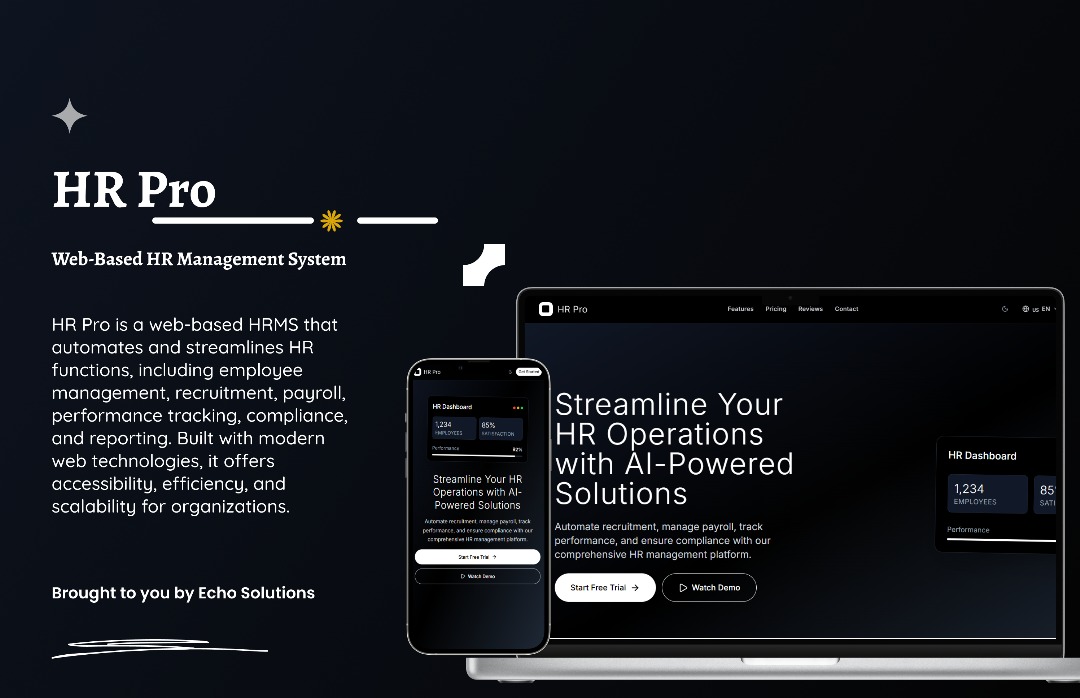 HR Pro
Web-Based HR Management System
HR Pro is a web-based HRMS that
automates and streamlines HR
functions, including employee
management, recruitment, payroll,
performance tracking, compliance,
and reporting. Built with modern
web technologies, it offers
accessibility, efficiency, and
scalability for organizations.
Brought to you by Echo Solutions
HR Pro
Get Started
HR Dashboard
1,234
EMPLOYEES
85%
SATISFACTION
Performance
92%
Streamline Your HR
Operations with AI-
Powered Solutions
Automate recruitment, manage payroll, track
performance, and ensure compliance with our
comprehensive HR management platform.
Start Free Trial →
Watch Demo
HR Pro
Features Pricing Reviews Contact
US EN
Streamline Your
HR Operations
with AI-Powered
Solutions
Automate recruitment, manage payroll, track
performance, and ensure compliance with our
comprehensive HR management platform.
Start Free Trial →
Watch Demo
HR Dashboard
1,234
EMPLOYEES
85
SATI
Performance